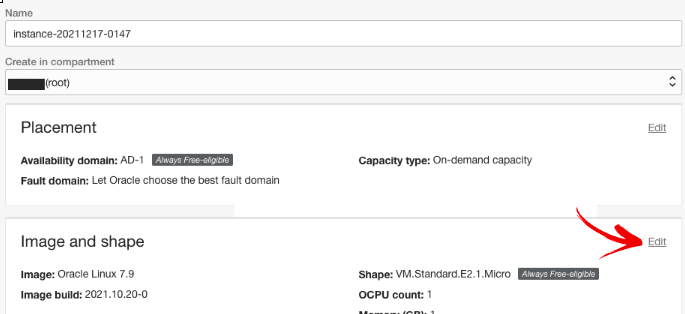 Name
instance-20211217-0147
Create in compartment
(root)
Placement
Edit
Availability domain: AD-1 Always Free-eligible
Capacity type: On-demand capacity
Fault domain: Let Oracle choose the best fault domain
Image and shape
Edit
Image: Oracle Linux 7.9
Shape: VM.Standard.E2.1.Micro Always Free-eligible
Image build: 2021.10.20-0
OCPU count: 1
Memory (GB): 1